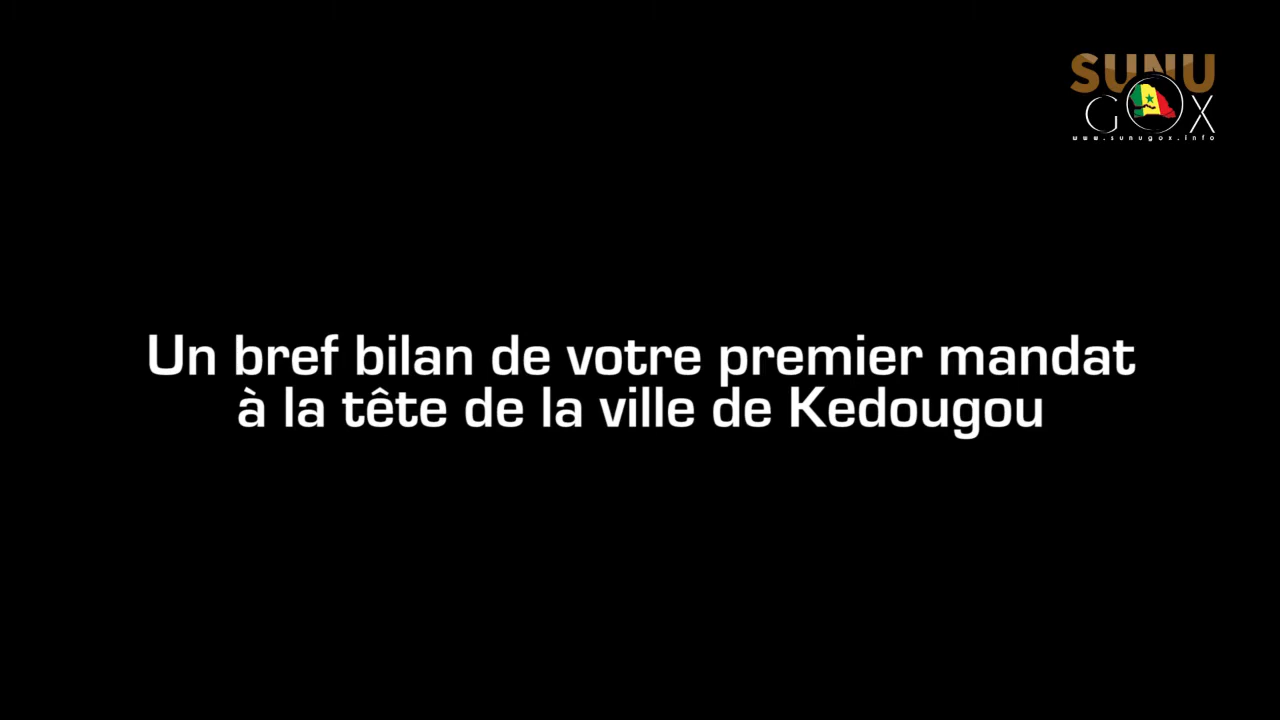 SUNU
GOX
www.sunugox.info
Un bref bilan de votre premier mandat
à la tête de la ville de Kedougou